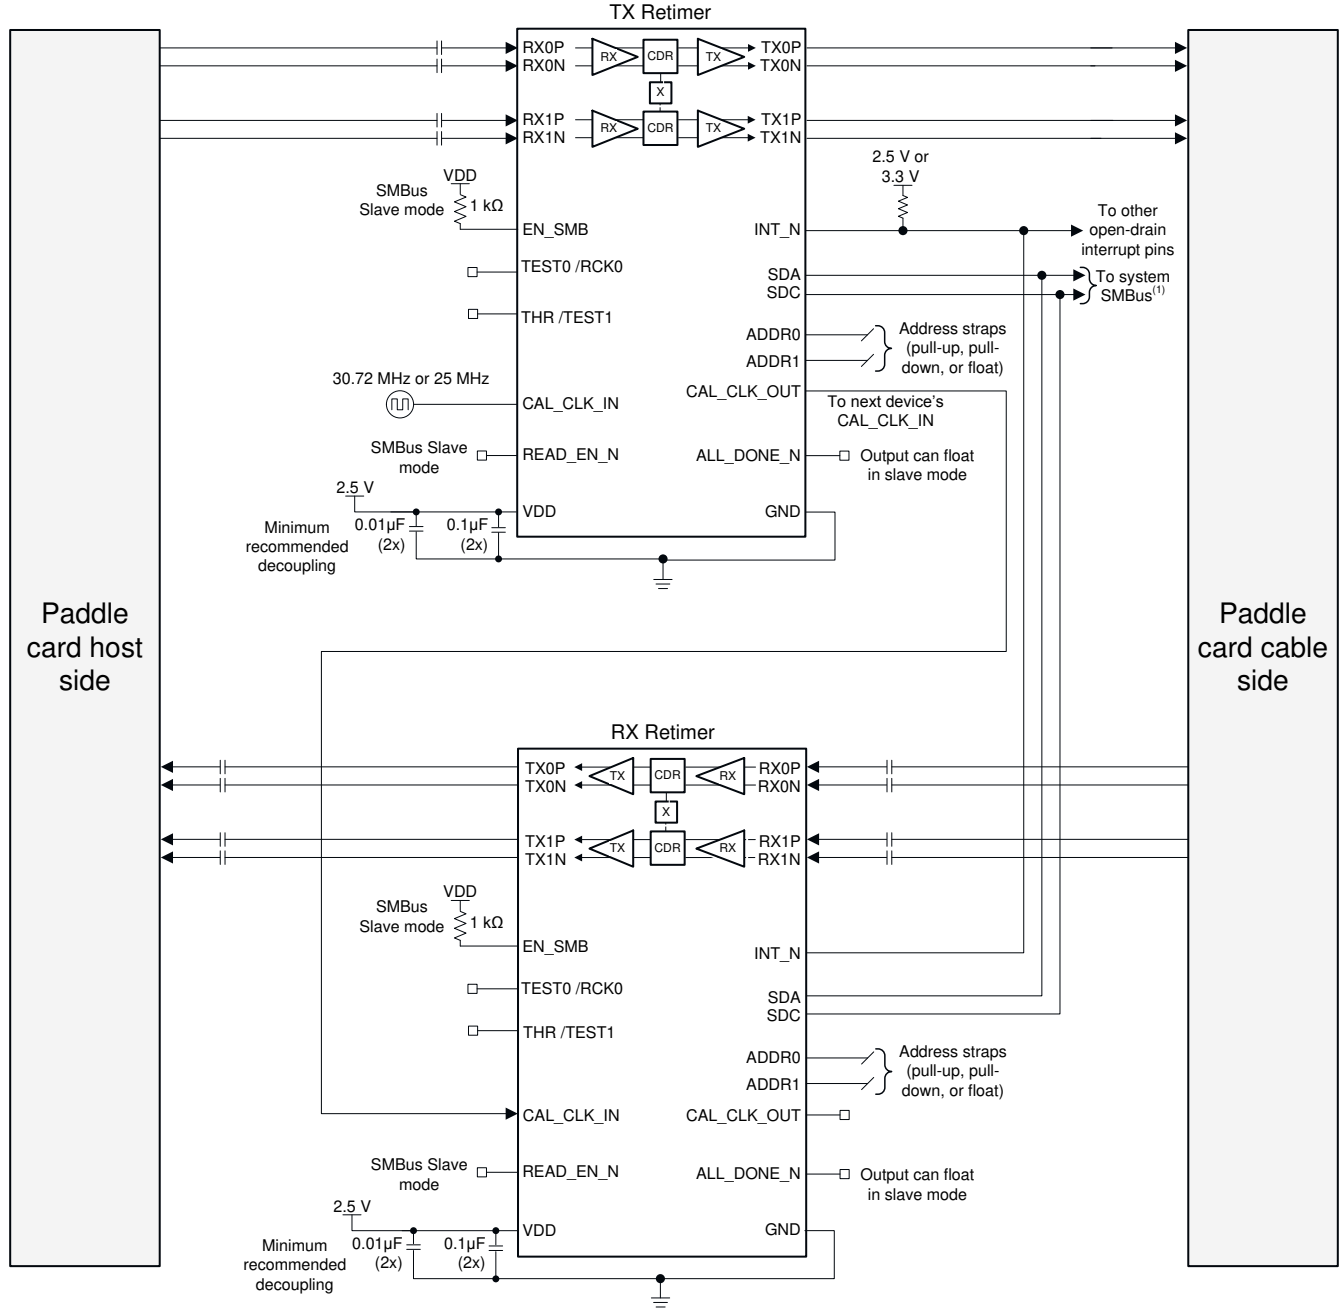 TX Retimer
RX0P
RX0N
RX
CDR
TX
TX0P
TX0N
X
RX1P
RX1N
RX
CDR
TX
TX1P
TX1N
SMBus
Slave mode
VDD
1 kΩ
EN_SMB
TEST0 /RCK0
THR /TEST1
30.72 MHz or 25 MHz
CAL_CLK_IN
SMBus Slave
mode
READ_EN_N
2.5 V
VDD
0.01µF
(2x)
0.1µF
(2x)
Minimum
recommended
decoupling
2.5 V or
3.3 V
INT_N
To other
open-drain
interrupt pins
SDA
SDC
To system
SMBus(1)
ADDR0
ADDR1
Address straps
(pull-up, pull-
down, or float)
CAL_CLK_OUT
To next device's
CAL_CLK_IN
ALL_DONE_N
Output can float
in slave mode
GND
Paddle
card host
side
Paddle
card cable
side
RX Retimer
TX0P
TX0N
TX
CDR
RX
RX0P
RX0N
X
TX1P
TX1N
TX
CDR
RX
RX1P
RX1N
SMBus
Slave mode
VDD
1 kΩ
EN_SMB
TEST0 /RCK0
THR /TEST1
CAL_CLK_IN
SMBus Slave
mode
READ_EN_N
2.5 V
VDD
0.01µF
(2x)
0.1µF
(2x)
Minimum
recommended
decoupling
INT_N
SDA
SDC
ADDR0
ADDR1
Address straps
(pull-up, pull-
down, or float)
CAL_CLK_OUT
ALL_DONE_N
Output can float
in slave mode
GND